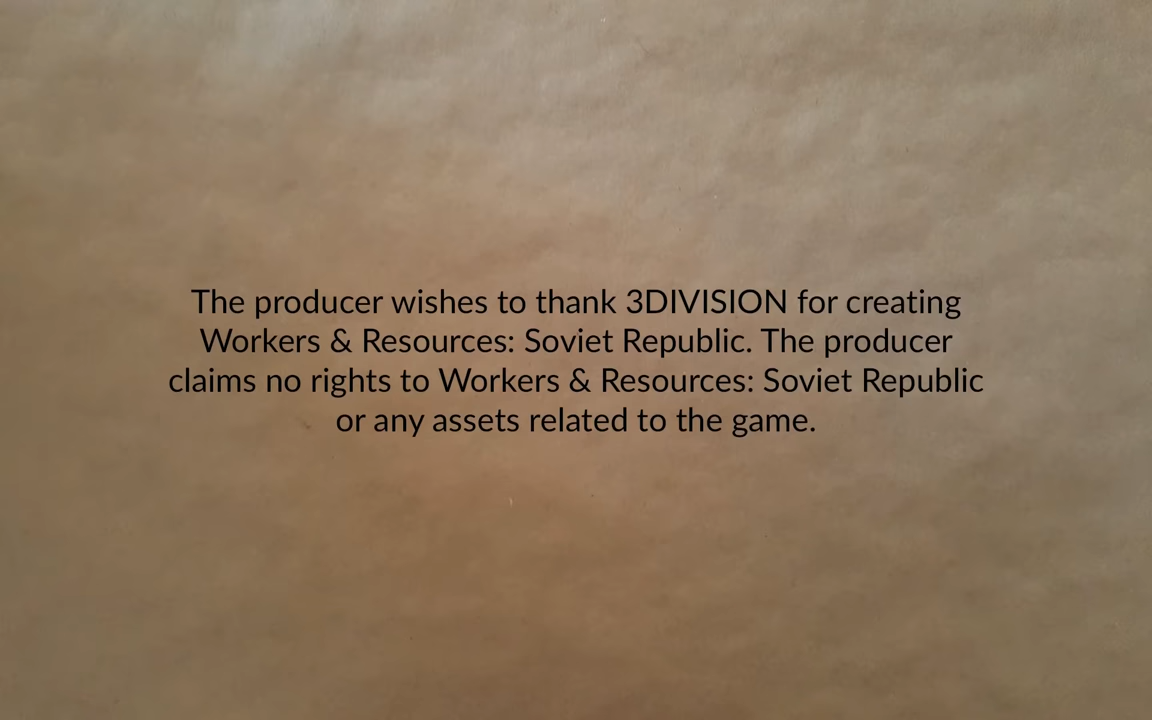 The producer wishes to thank 3DIVISION for creating
Workers & Resources: Soviet Republic. The producer
claims no rights to Workers & Resources: Soviet Republic
or any assets related to the game.